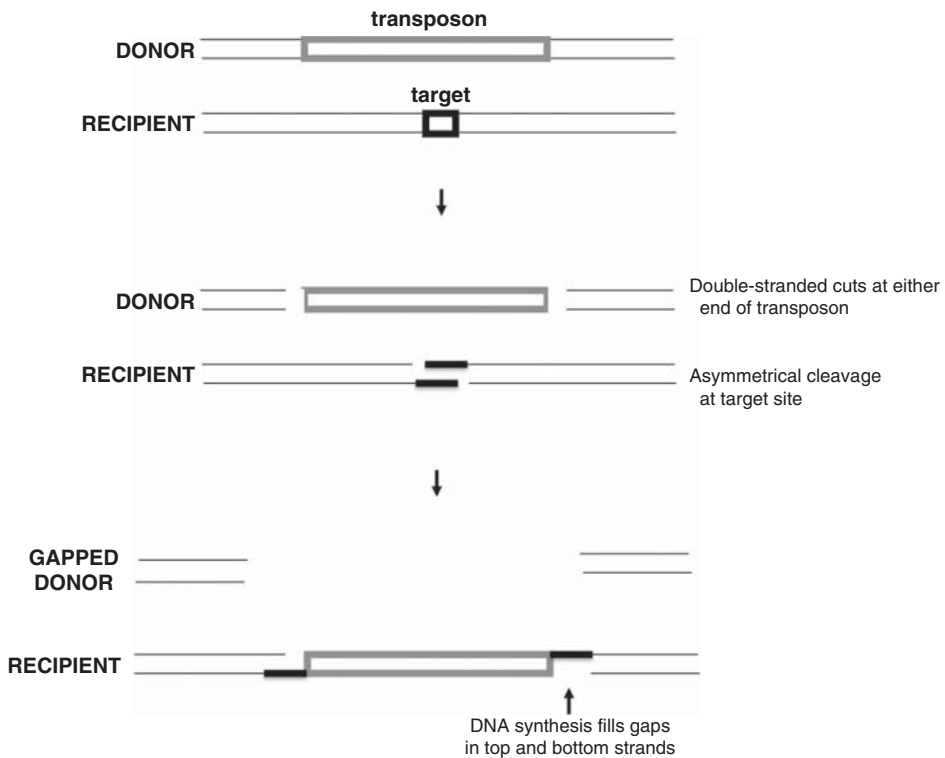 transposon
DONOR
target
RECIPIENT
DONOR
Double-stranded cuts at either
end of transposon
RECIPIENT
Asymmetrical cleavage
at target site
GAPPED
DONOR
RECIPIENT
DNA synthesis fills gaps
in top and bottom strands